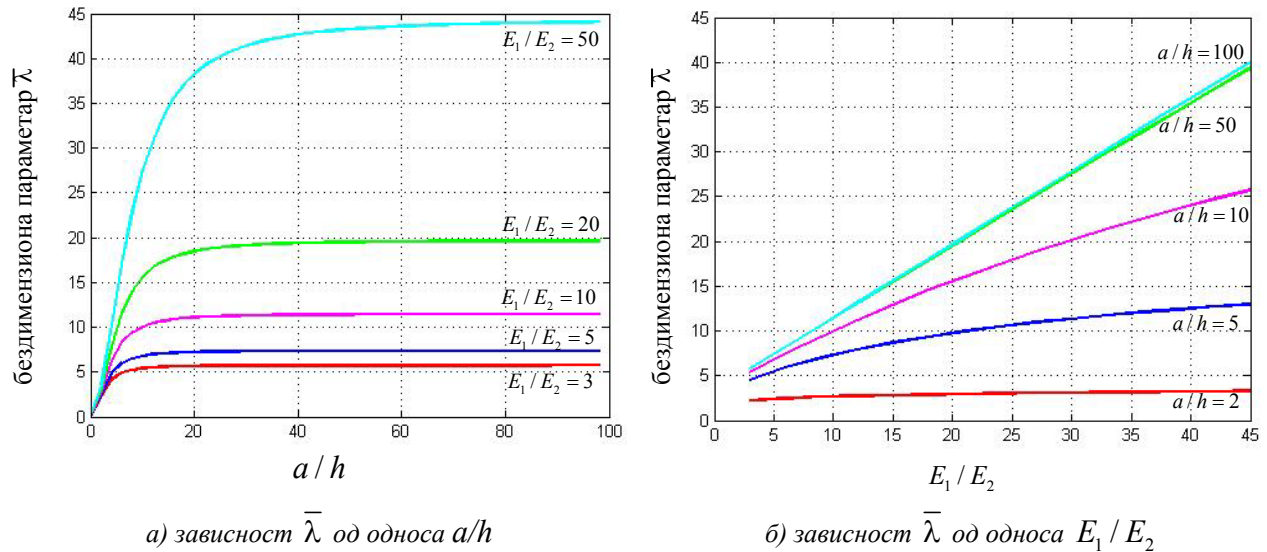 бездимензиона параметар λ̅
50
45
40
35
30
25
20
15
10
5
0
E₁ / E₂ = 50
E₁ / E₂ = 20
E₁ / E₂ = 10
E₁ / E₂ = 5
E₁ / E₂ = 3
0 20 40 60 80 100
a / h
а) зависност λ̅ од односа a/h
бездимензиона параметар λ̅
45
40
35
30
25
20
15
10
5
0
a / h = 100
a / h = 50
a / h = 10
a / h = 5
a / h = 2
0 5 10 15 20 25 30 35 40 45
E₁ / E₂
б) зависност λ̅ од односа E₁ / E₂